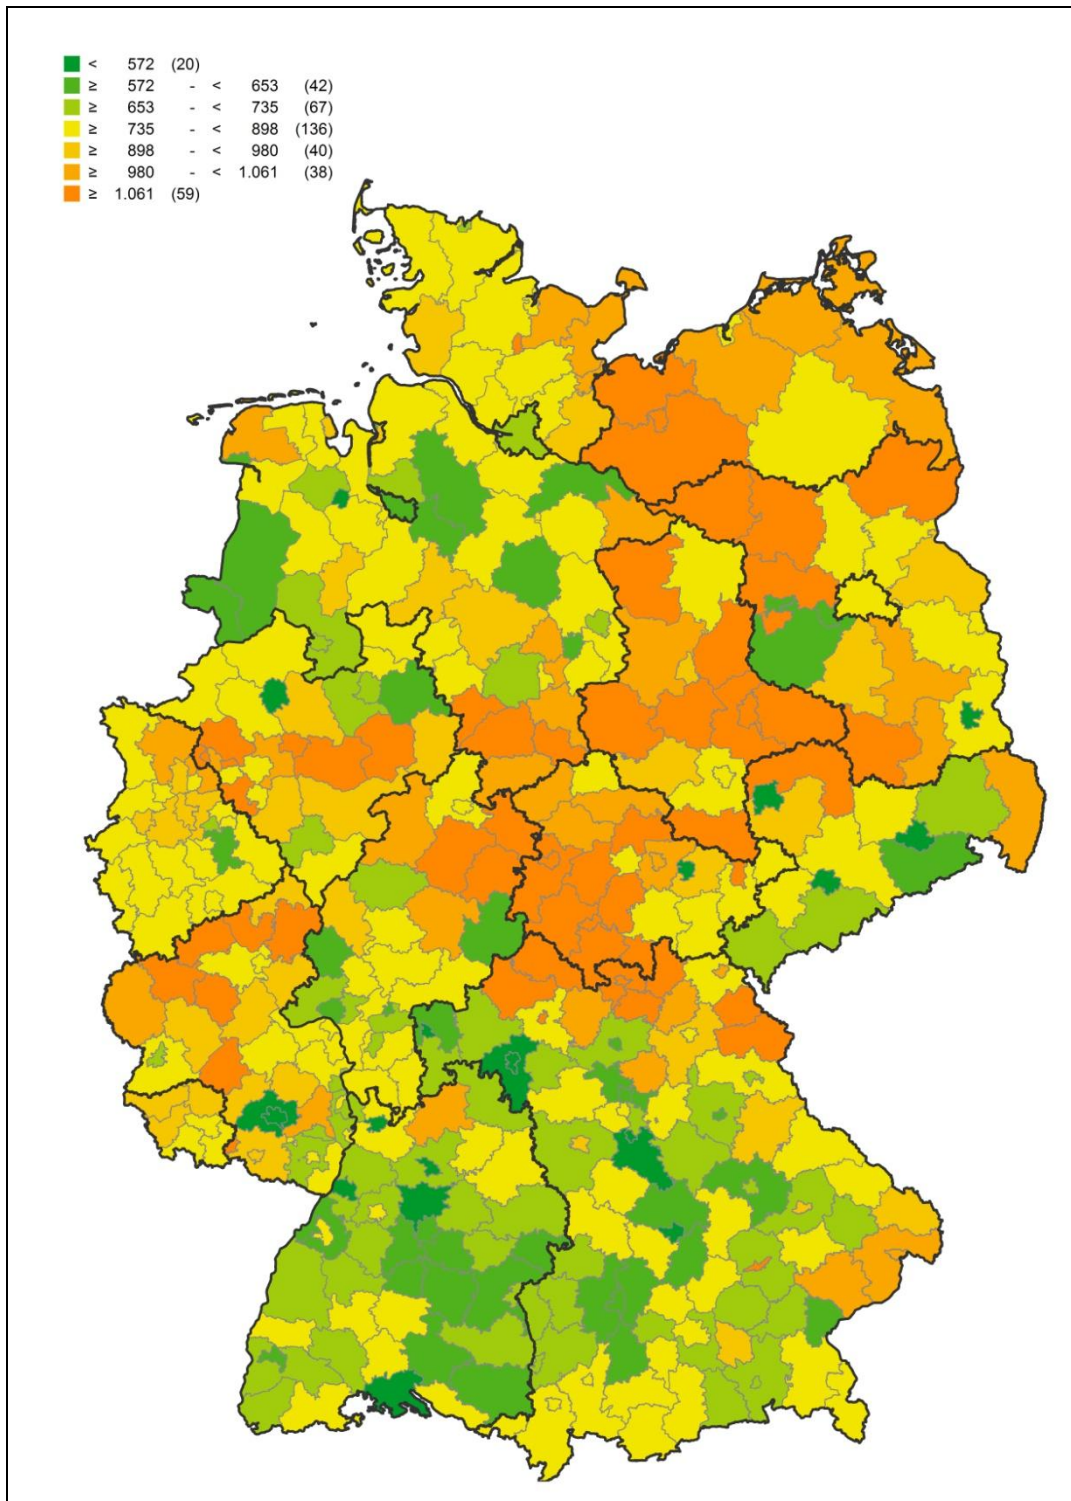 < 572 (20)
≥ 572 - < 653 (42)
≥ 653 - < 735 (67)
≥ 735 - < 898 (136)
≥ 898 - < 980 (40)
≥ 980 - < 1.061 (38)
≥ 1.061 (59)